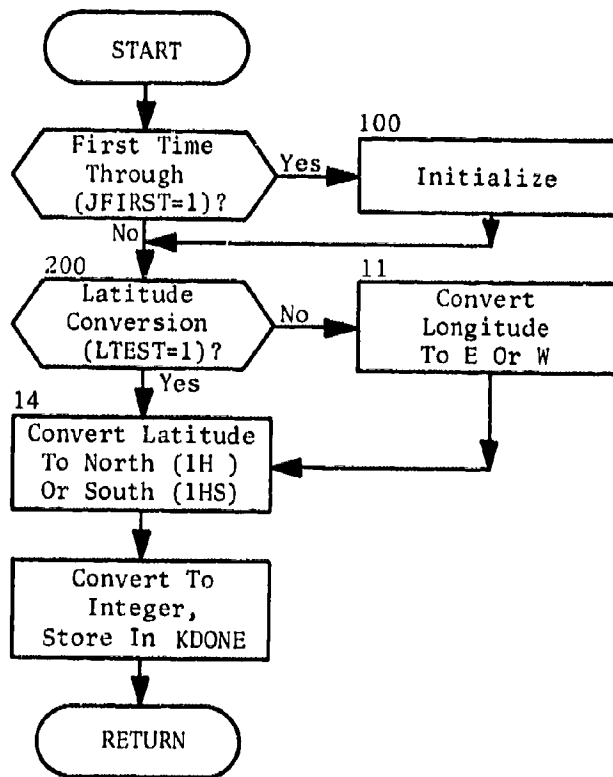 START
First Time
Through
(JFIRST=1)?
Yes
100
Initialize
No
200
Latitude
Conversion
(LTEST=1)?
No
11
Convert
Longitude
To E Or W
Yes
14
Convert Latitude
To North (1H )
Or South (1HS)
Convert To
Integer,
Store In KDONE
RETURN